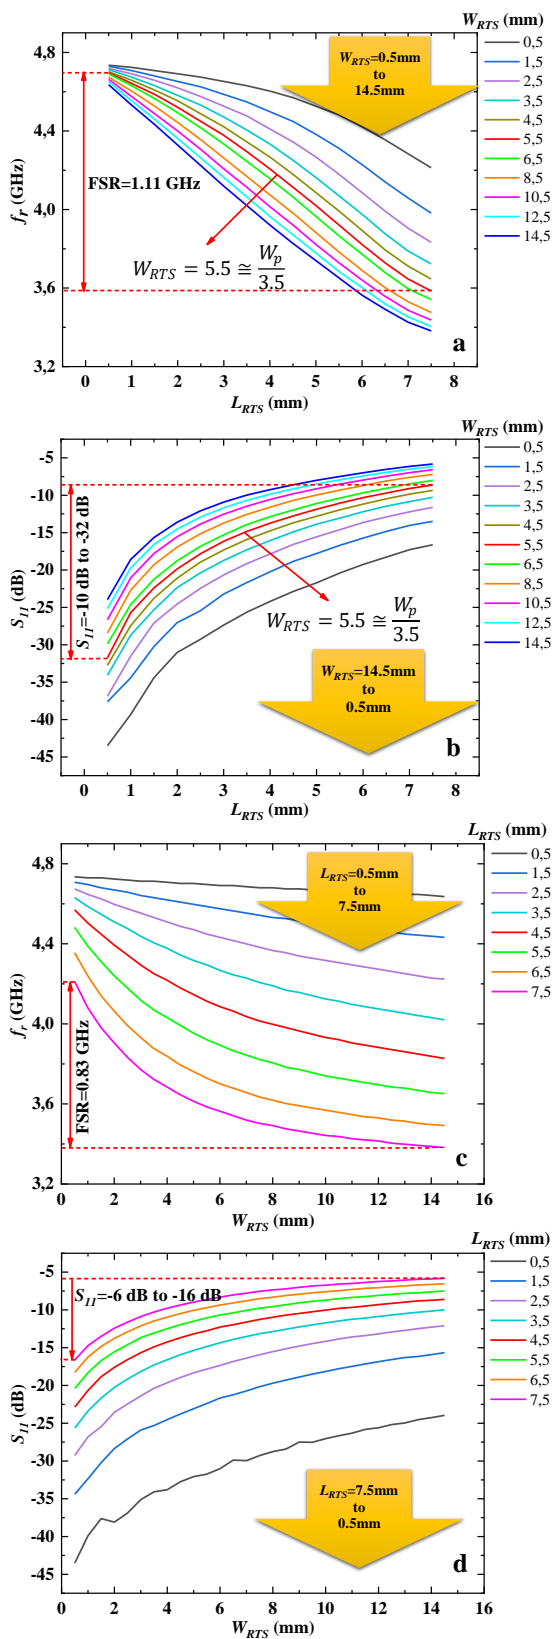 W_RTS (mm)
4,8
4,4
4,0
3,6
3,2
f_r (GHz)
W_RTS=0.5mm
to
14.5mm
FSR=1.11 GHz
W_RTS = 5.5 ≅ W_p/3.5
a
0 1 2 3 4 5 6 7 8
L_RTS (mm)
0,5
1,5
2,5
3,5
4,5
5,5
6,5
8,5
10,5
12,5
14,5
W_RTS (mm)
-5
-10
-15
-20
-25
-30
-35
-40
-45
S_11 (dB)
S_11=-10 dB to -32 dB
W_RTS = 5.5 ≅ W_p/3.5
W_RTS=14.5mm
to
0.5mm
b
0 1 2 3 4 5 6 7 8
L_RTS (mm)
0,5
1,5
2,5
3,5
4,5
5,5
6,5
8,5
10,5
12,5
14,5
L_RTS (mm)
4,8
4,4
4,0
3,6
3,2
f_r (GHz)
L_RTS=0.5mm
to
7.5mm
FSR=0.83 GHz
c
0 2 4 6 8 10 12 14 16
W_RTS (mm)
0,5
1,5
2,5
3,5
4,5
5,5
6,5
7,5
L_RTS (mm)
-5
-10
-15
-20
-25
-30
-35
-40
-45
S_11 (dB)
S_11=-6 dB to -16 dB
L_RTS=7.5mm
to
0.5mm
d
0 2 4 6 8 10 12 14 16
W_RTS (mm)
0,5
1,5
2,5
3,5
4,5
5,5
6,5
7,5